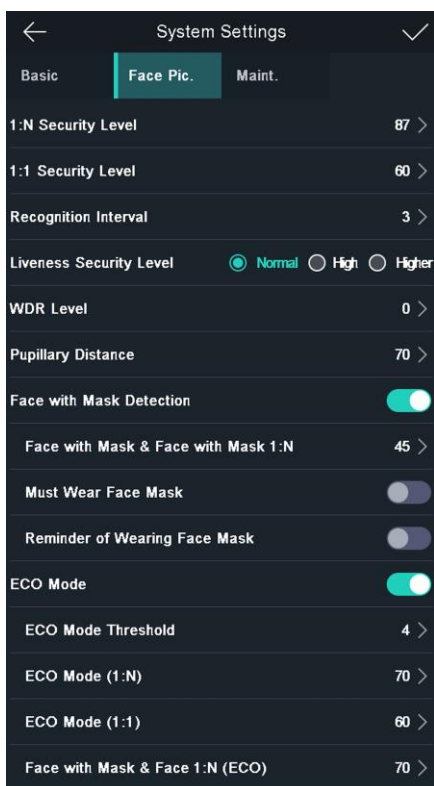 System Settings
Basic Face Pic. Maint.
1:N Security Level 87
1:1 Security Level 60
Recognition Interval 3
Liveness Security Level Normal High Higher
WDR Level 0
Pupillary Distance 70
Face with Mask Detection
Face with Mask & Face with Mask 1:N 45
Must Wear Face Mask
Reminder of Wearing Face Mask
ECO Mode
ECO Mode Threshold 4
ECO Mode (1:N) 70
ECO Mode (1:1) 60
Face with Mask & Face 1:N (ECO) 70